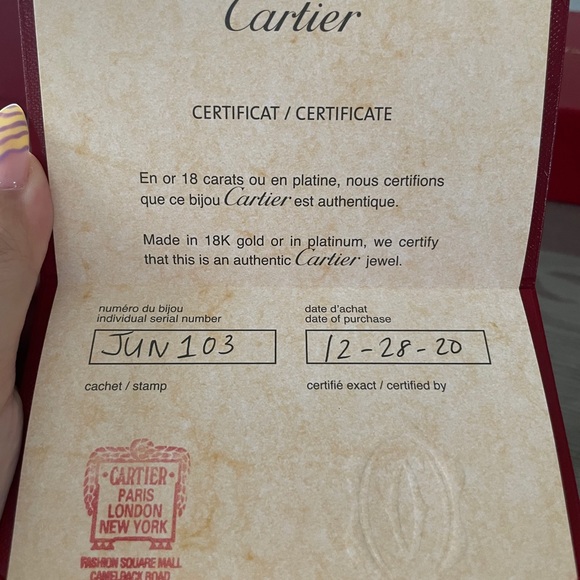 Cartier
CERTIFICAT / CERTIFICATE
En or 18 carats ou en platine, nous certifions
que ce bijou Cartier est authentique.
Made in 18K gold or in platinum, we certify
that this is an authentic Cartier jewel.
numéro du bijou
individual serial number
date d'achat
date of purchase
JUN103
12-28-20
cachet / stamp
certifié exact / certified by
CARTIER
PARIS
LONDON
NEW YORK
FASHION SQUARE MALL
CAMELBACK ROAD